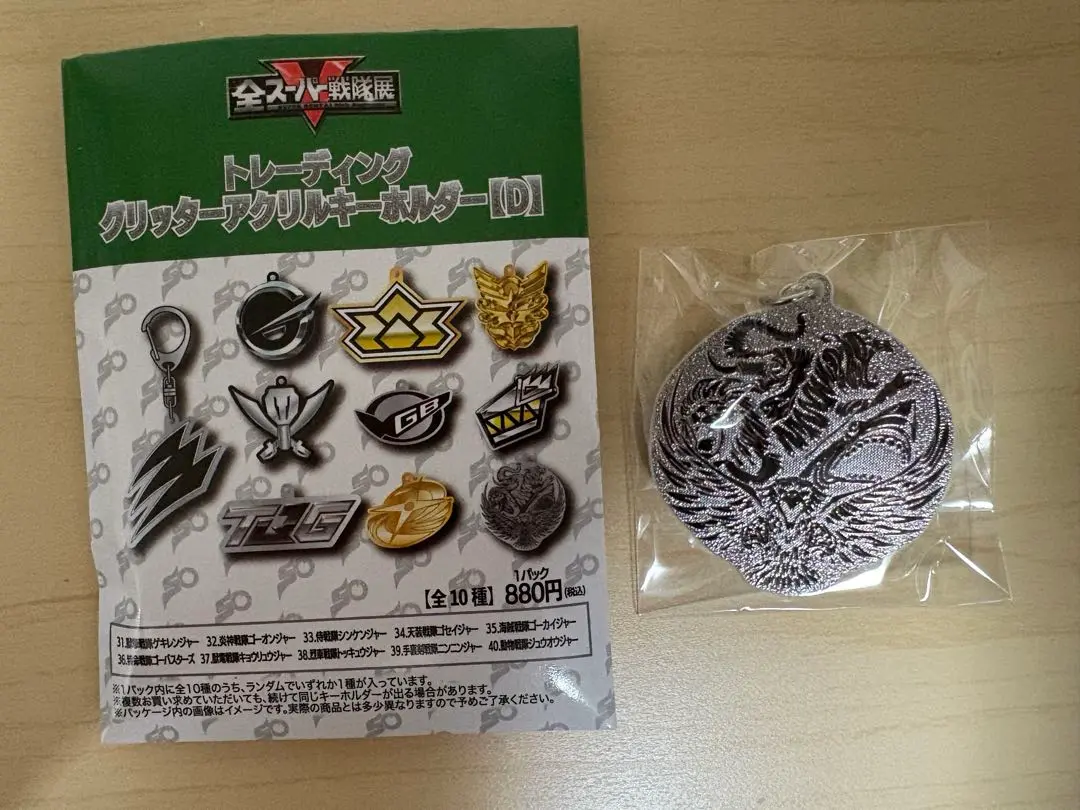 全スーパー戦隊展
トレーディング
グリッターアクリルキーホルダー【D】
GB
TQG
1パック
【全10種】 880円(税込)
31.獣拳戦隊ゲキレンジャー 32.炎神戦隊ゴーオンジャー 33.侍戦隊シンケンジャー 34.天装戦隊ゴセイジャー 35.海賊戦隊ゴーカイジャー
36.特命戦隊ゴーバスターズ 37.獣電戦隊キョウリュウジャー 38.烈車戦隊トッキュウジャー 39.手裏剣戦隊ニンニンジャー 40.動物戦隊ジュウオウジャー
※1パック内に全10種のうち、ランダムでいずれか1種が入っています。
※複数お買い求めていただいても、続けて同じキーホルダーが出る場合があります。
※パッケージ内の画像はイメージです。実際の商品とは多少異なりますので予めご了承ください。